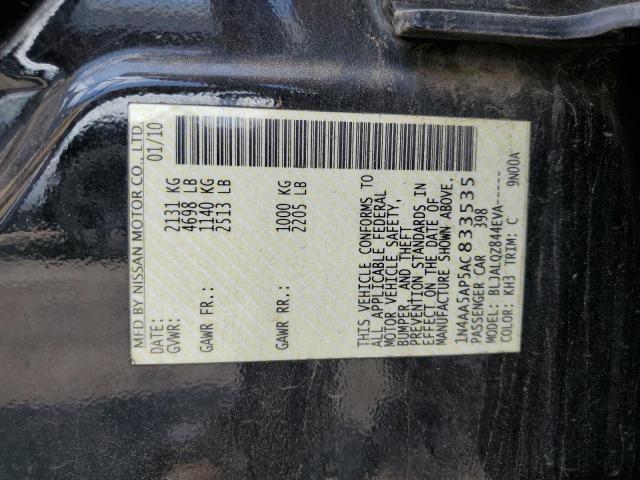 MFD BY NISSAN MOTOR CO., LTD.
DATE: 01/10
GVWR: 2131 KG
4698 LB
GAWR FR: 1140 KG
2513 LB
GAWR RR: 1000 KG
2205 LB
THIS VEHICLE CONFORMS TO
ALL APPLICABLE FEDERAL
MOTOR VEHICLE SAFETY,
BUMPER, AND THEFT
PREVENTION STANDARDS IN
EFFECT ON THE DATE OF
MANUFACTURE SHOWN ABOVE.
1N4AA5AP5AC833535
PASSENGER CAR 398
MODEL: BLJALQZ844EVA-----
COLOR: KH3 TRIM: C 9N00A